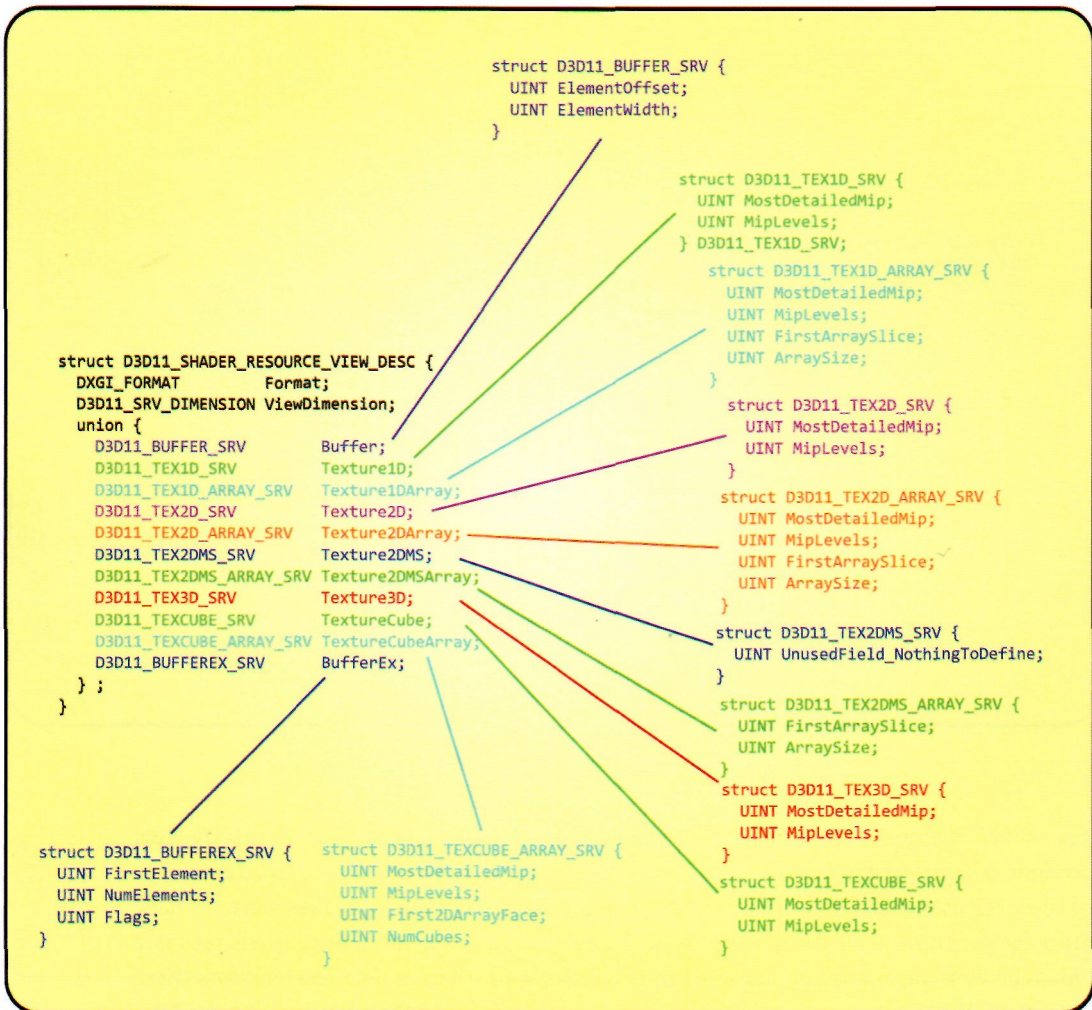 struct D3D11_BUFFER_SRV {
UINT ElementOffset;
UINT ElementWidth;
}
struct D3D11_TEX1D_SRV {
UINT MostDetailedMip;
UINT MipLevels;
} D3D11_TEX1D_SRV;
struct D3D11_TEX1D_ARRAY_SRV {
UINT MostDetailedMip;
UINT MipLevels;
UINT FirstArraySlice;
UINT ArraySize;
}
struct D3D11_SHADER_RESOURCE_VIEW_DESC {
DXGI_FORMAT Format;
D3D11_SRV_DIMENSION ViewDimension;
union {
D3D11_BUFFER_SRV Buffer;
D3D11_TEX1D_SRV Texture1D;
D3D11_TEX1D_ARRAY_SRV Texture1DArray;
D3D11_TEX2D_SRV Texture2D;
D3D11_TEX2D_ARRAY_SRV Texture2DArray;
D3D11_TEX2DMS_SRV Texture2DMS;
D3D11_TEX2DMS_ARRAY_SRV Texture2DMSArray;
D3D11_TEX3D_SRV Texture3D;
D3D11_TEXCUBE_SRV TextureCube;
D3D11_TEXCUBE_ARRAY_SRV TextureCubeArray;
D3D11_BUFFEREX_SRV BufferEx;
} ;
}
struct D3D11_TEX2D_SRV {
UINT MostDetailedMip;
UINT MipLevels;
}
struct D3D11_TEX2D_ARRAY_SRV {
UINT MostDetailedMip;
UINT MipLevels;
UINT FirstArraySlice;
UINT ArraySize;
}
struct D3D11_TEX2DMS_SRV {
UINT UnusedField_NothingToDefine;
}
struct D3D11_TEX2DMS_ARRAY_SRV {
UINT FirstArraySlice;
UINT ArraySize;
}
struct D3D11_TEX3D_SRV {
UINT MostDetailedMip;
UINT MipLevels;
}
struct D3D11_TEXCUBE_SRV {
UINT MostDetailedMip;
UINT MipLevels;
}
struct D3D11_BUFFEREX_SRV {
UINT FirstElement;
UINT NumElements;
UINT Flags;
}
struct D3D11_TEXCUBE_ARRAY_SRV {
UINT MostDetailedMip;
UINT MipLevels;
UINT First2DArrayFace;
UINT NumCubes;
}